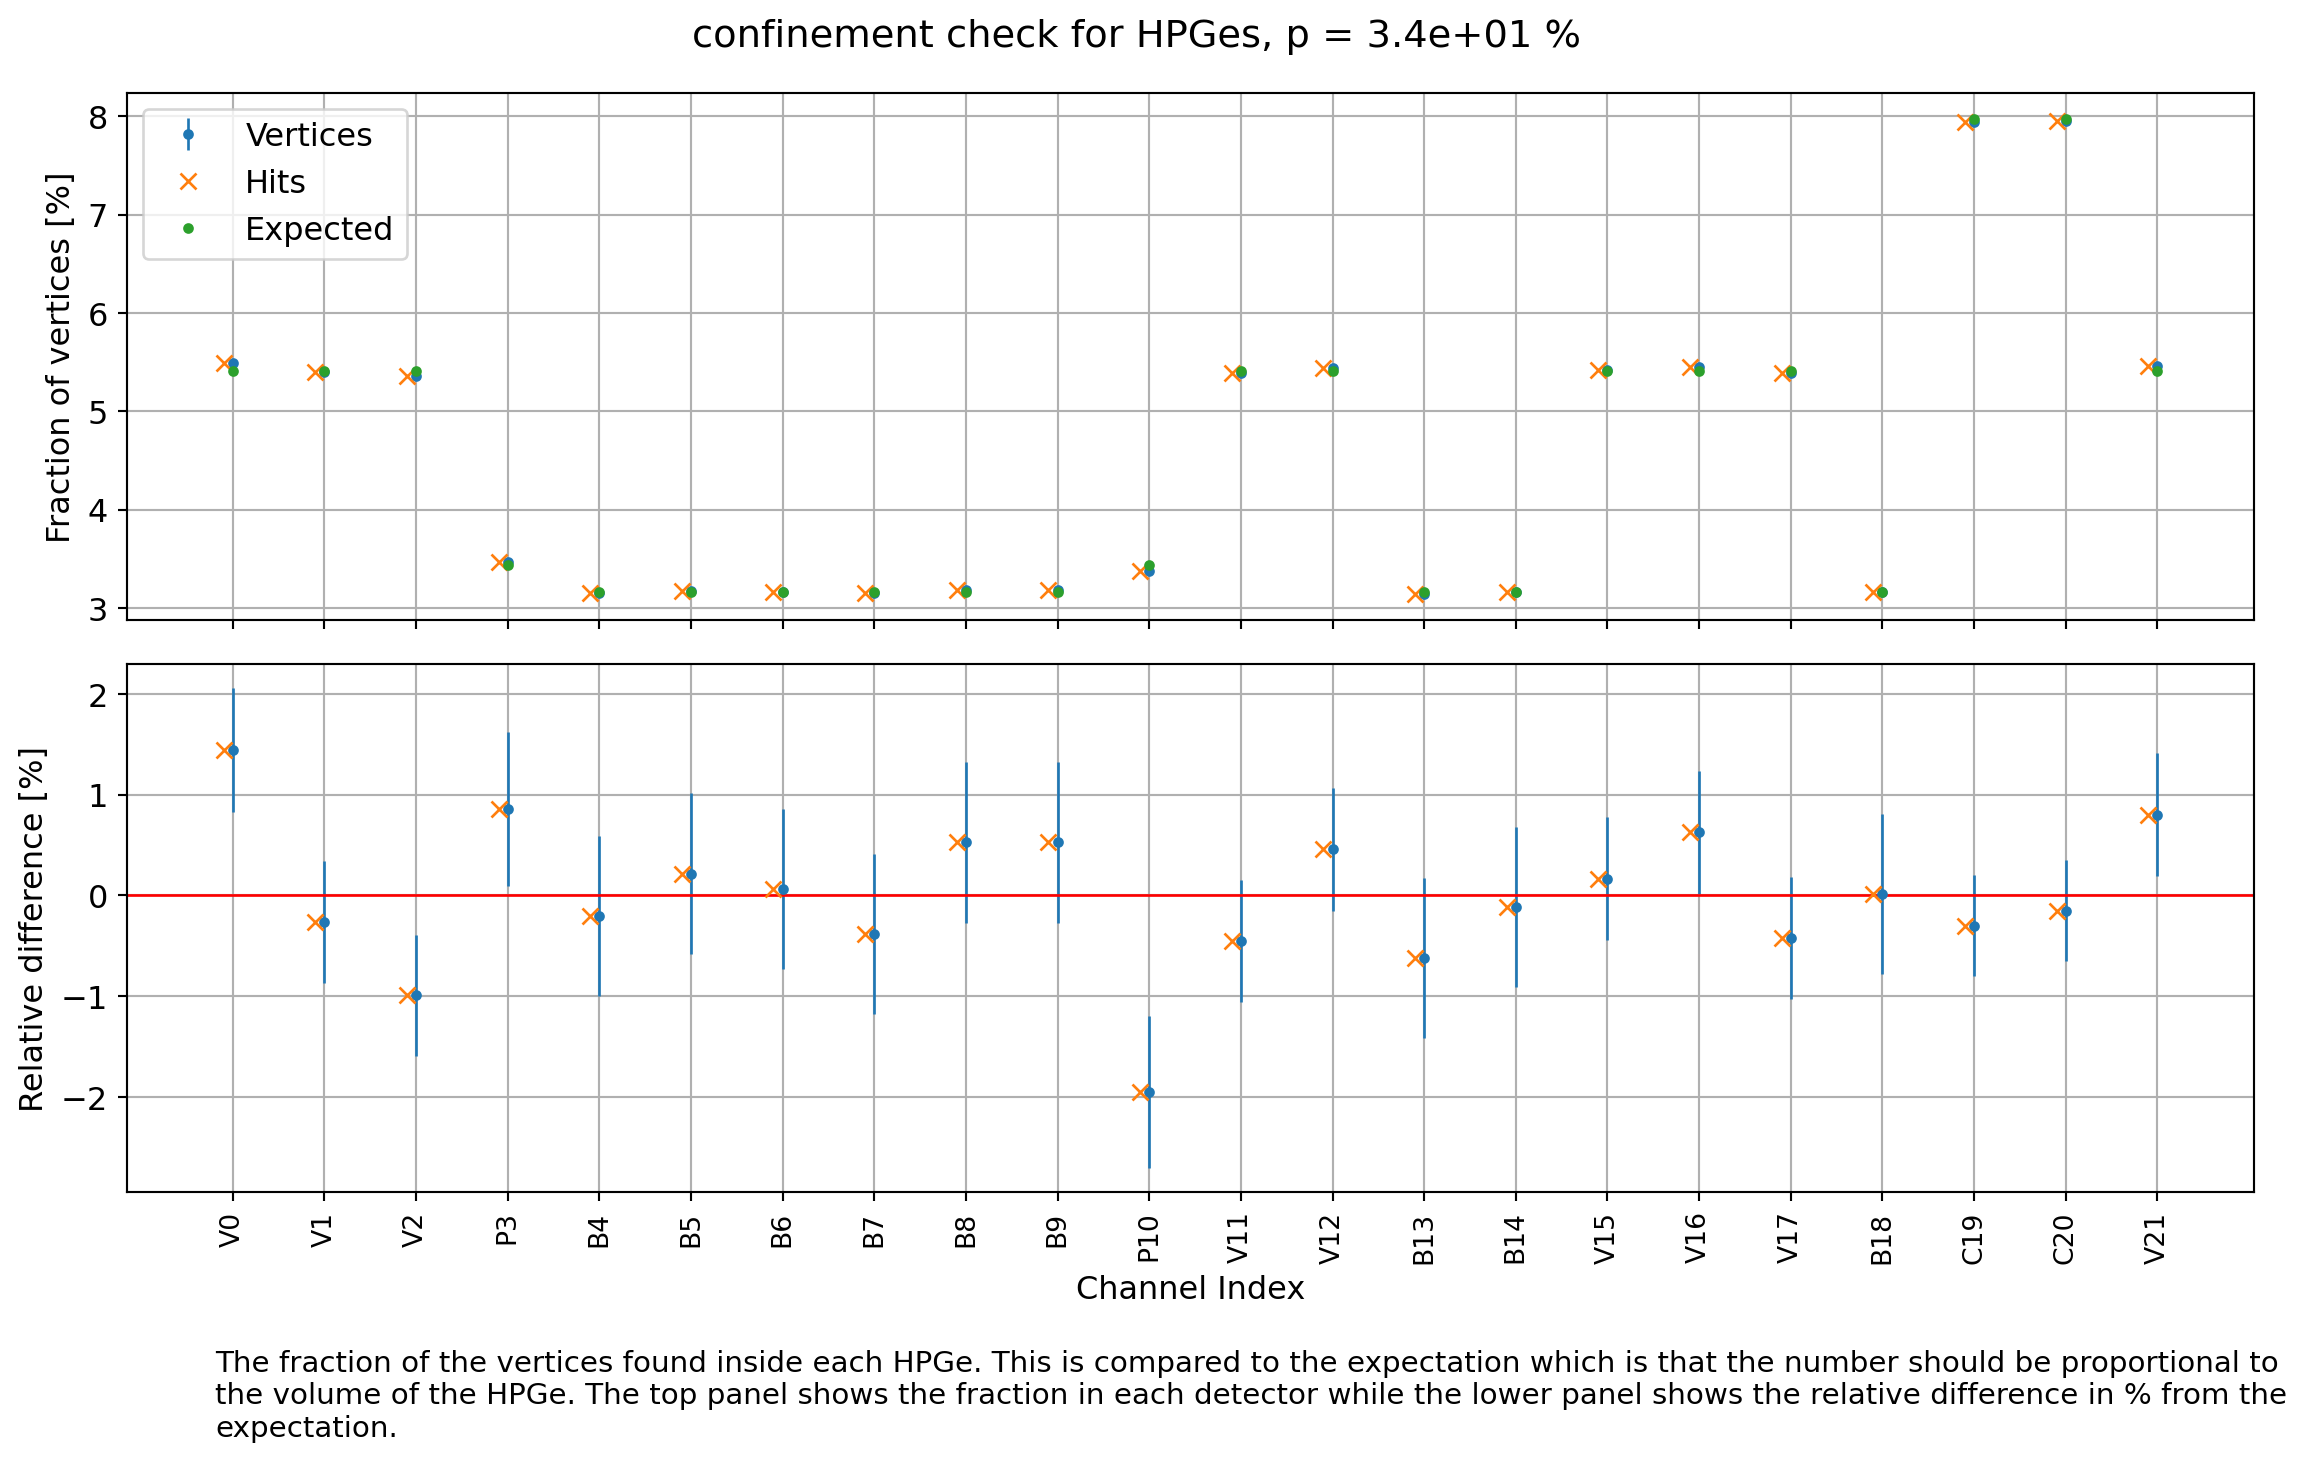 confinement check for HPGes, p = 3.4e+01 %
Fraction of vertices [%]
8
7
6
5
4
3
Vertices
Hits
Expected
Relative difference [%]
2
1
0
−1
−2
V0 V1 V2 P3 B4 B5 B6 B7 B8 B9 P10 V11 V12 B13 B14 V15 V16 V17 B18 C19 C20 V21
Channel Index
The fraction of the vertices found inside each HPGe. This is compared to the expectation which is that the number should be proportional to
the volume of the HPGe. The top panel shows the fraction in each detector while the lower panel shows the relative difference in % from the
expectation.